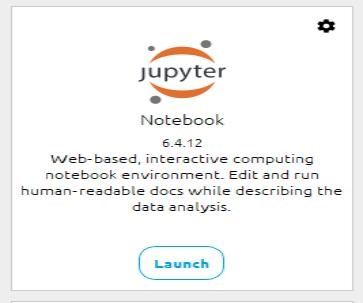 jupyter
Notebook
6.4.12
Web-based, interactive computing
notebook environment. Edit and run
human-readable docs while describing the
data analysis.
Launch